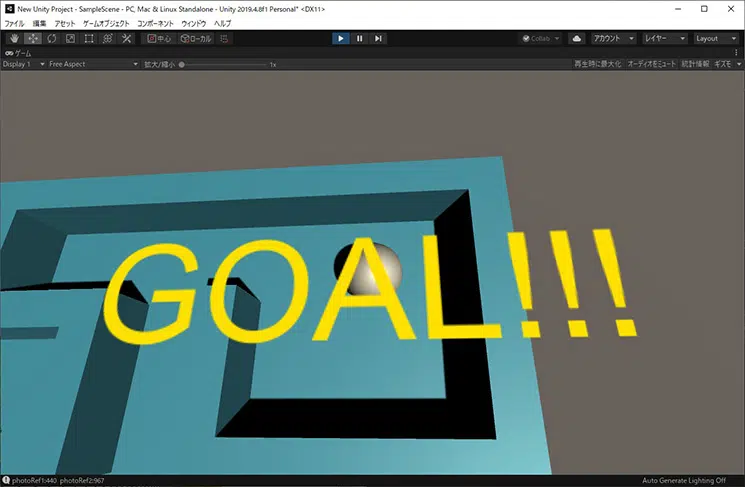 New Unity Project - SampleScene - PC, Mac & Linux Standalone - Unity 2019.4.8f1 Personal* <DX11>
ファイル 編集 アセット ゲームオブジェクト コンポーネント ウィンドウ ヘルプ
中心 ローカル Collab アカウント レイヤー Layout
ゲーム
Display 1 Free Aspect 拡大/縮小 1x 再生時に最大化 オーディオをミュート 統計情報 ギズモ
GOAL!!!
photoRef1:440 photoRef2:967 Auto Generate Lighting Off